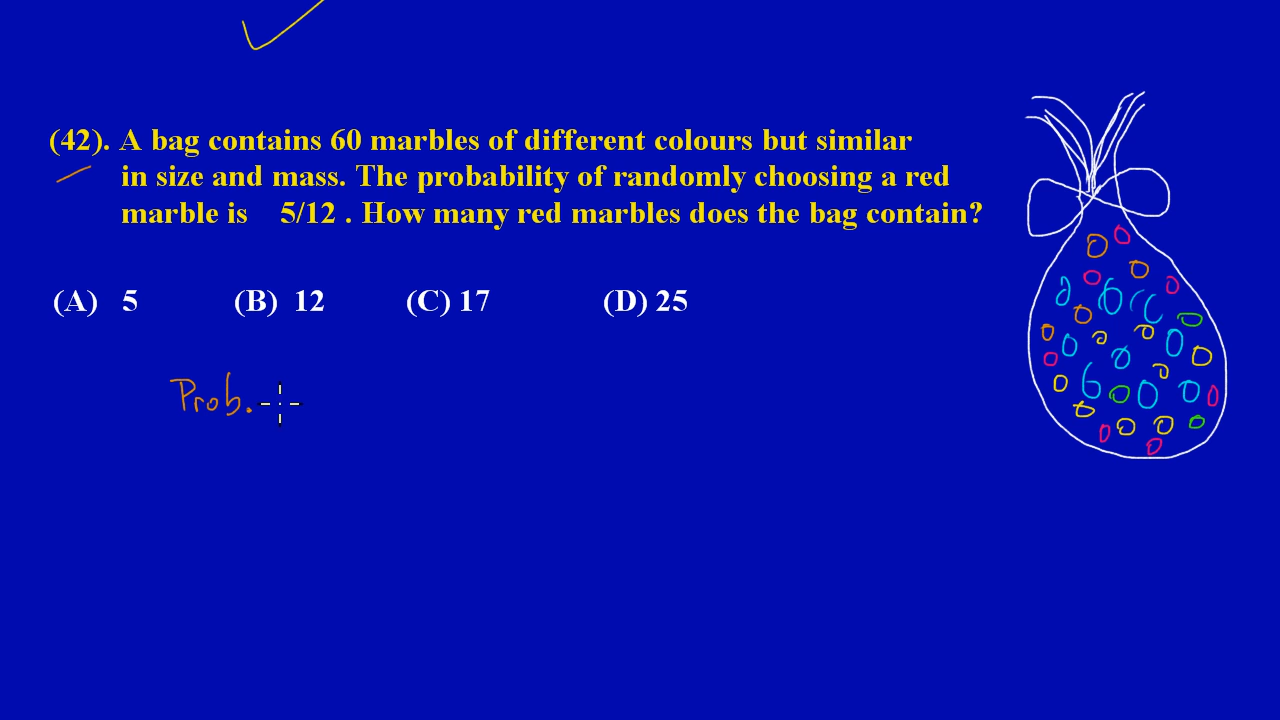 (42). A bag contains 60 marbles of different colours but similar
in size and mass. The probability of randomly choosing a red
marble is 5/12 . How many red marbles does the bag contain?
(A) 5 (B) 12 (C) 17 (D) 25
Prob.